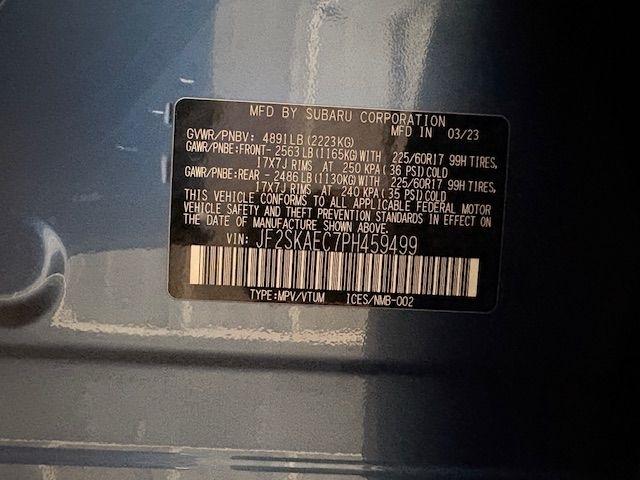 MFD BY SUBARU CORPORATION
MFD IN 03/23
GVWR/PNBV: 4891LB(2223KG)
GAWR/PNBE:FRONT-2563LB(1165KG)WITH 225/60R17 99H TIRES,
17X7J RIMS AT 250 KPA(36 PSI)COLD
GAWR/PNBE:REAR -2486LB(1130KG)WITH 225/60R17 99H TIRES,
17X7J RIMS AT 240 KPA(35 PSI)COLD
THIS VEHICLE CONFORMS TO ALL APPLICABLE FEDERAL MOTOR
VEHICLE SAFETY AND THEFT PREVENTION STANDARDS IN EFFECT ON
THE DATE OF MANUFACTURE SHOWN ABOVE.
VIN: JF2SKAEC7PH459499
TYPE:MPV/VTUM ICES/NMB-002